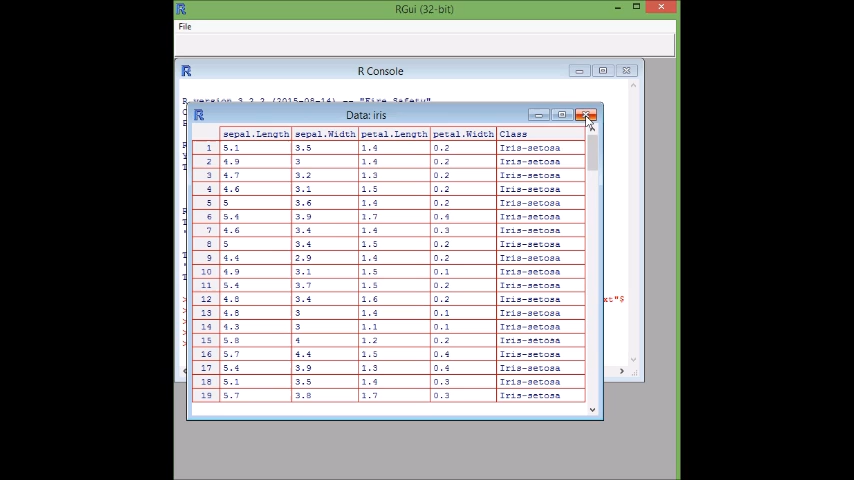 RGui (32-bit)
File
R Console
R version 3.2.2 (2015-08-14) -- "Fire Safety"
Data: iris
sepal.Length sepal.Width petal.Length petal.Width Class
1 5.1 3.5 1.4 0.2 Iris-setosa
2 4.9 3 1.4 0.2 Iris-setosa
3 4.7 3.2 1.3 0.2 Iris-setosa
4 4.6 3.1 1.5 0.2 Iris-setosa
5 5 3.6 1.4 0.2 Iris-setosa
6 5.4 3.9 1.7 0.4 Iris-setosa
7 4.6 3.4 1.4 0.3 Iris-setosa
8 5 3.4 1.5 0.2 Iris-setosa
9 4.4 2.9 1.4 0.2 Iris-setosa
10 4.9 3.1 1.5 0.1 Iris-setosa
11 5.4 3.7 1.5 0.2 Iris-setosa
12 4.8 3.4 1.6 0.2 Iris-setosa
13 4.8 3 1.4 0.1 Iris-setosa
14 4.3 3 1.1 0.1 Iris-setosa
15 5.8 4 1.2 0.2 Iris-setosa
16 5.7 4.4 1.5 0.4 Iris-setosa
17 5.4 3.9 1.3 0.4 Iris-setosa
18 5.1 3.5 1.4 0.3 Iris-setosa
19 5.7 3.8 1.7 0.3 Iris-setosa